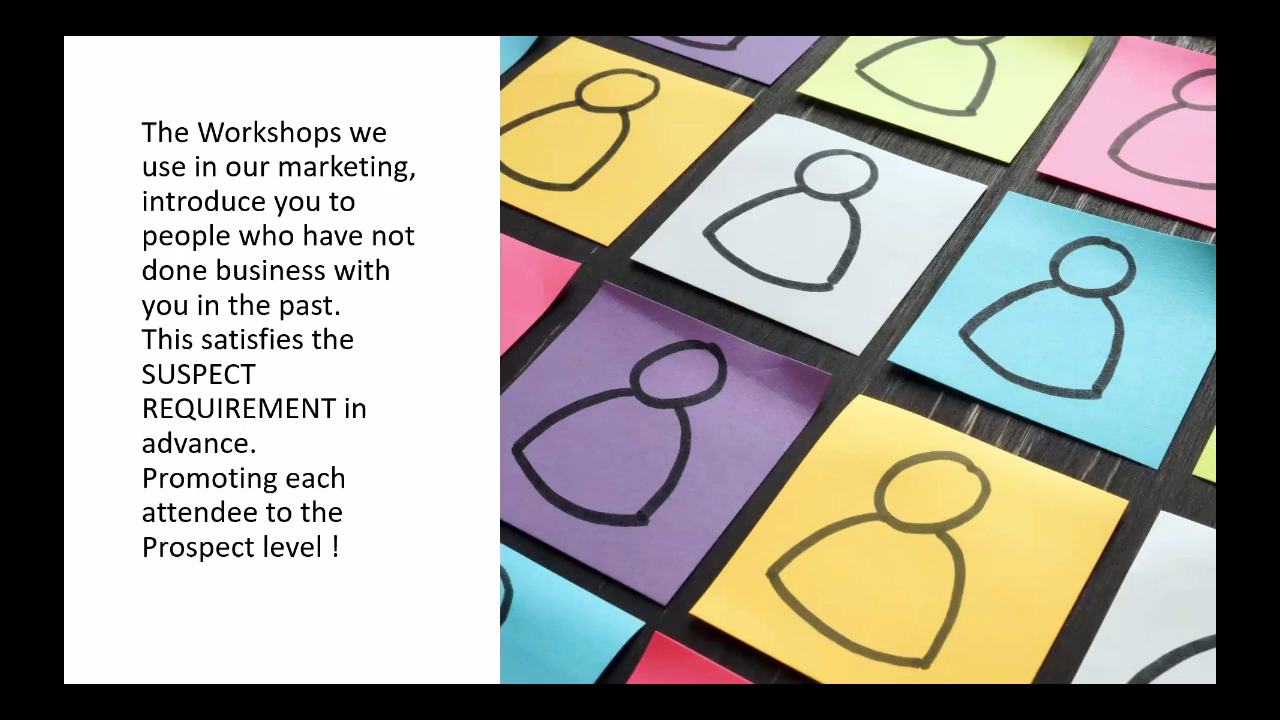 The Workshops we
use in our marketing,
introduce you to
people who have not
done business with
you in the past.
This satisfies the
SUSPECT
REQUIREMENT in
advance.
Promoting each
attendee to the
Prospect level !